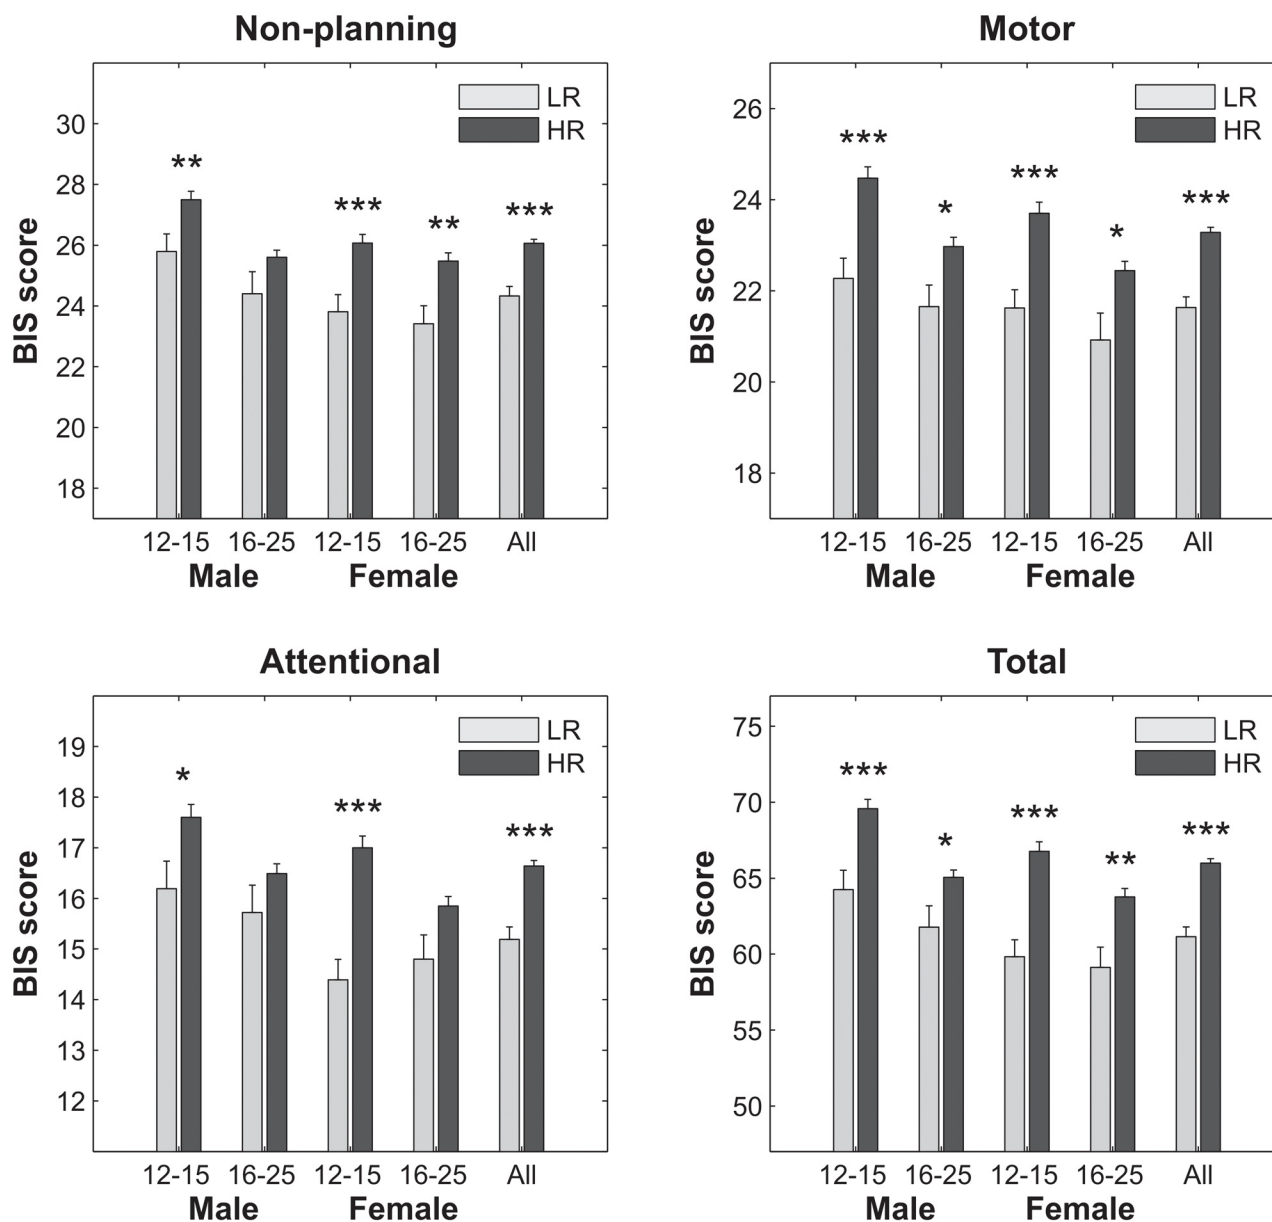 Non-planning
LR
HR
BIS score
30
28
26
24
22
20
18
**
***
**
***
12-15 16-25 12-15 16-25 All
Male Female
Motor
LR
HR
BIS score
26
24
22
20
18
***
*
***
*
***
12-15 16-25 12-15 16-25 All
Male Female
Attentional
LR
HR
BIS score
19
18
17
16
15
14
13
12
*
***
***
12-15 16-25 12-15 16-25 All
Male Female
Total
LR
HR
BIS score
75
70
65
60
55
50
***
*
***
**
***
12-15 16-25 12-15 16-25 All
Male Female